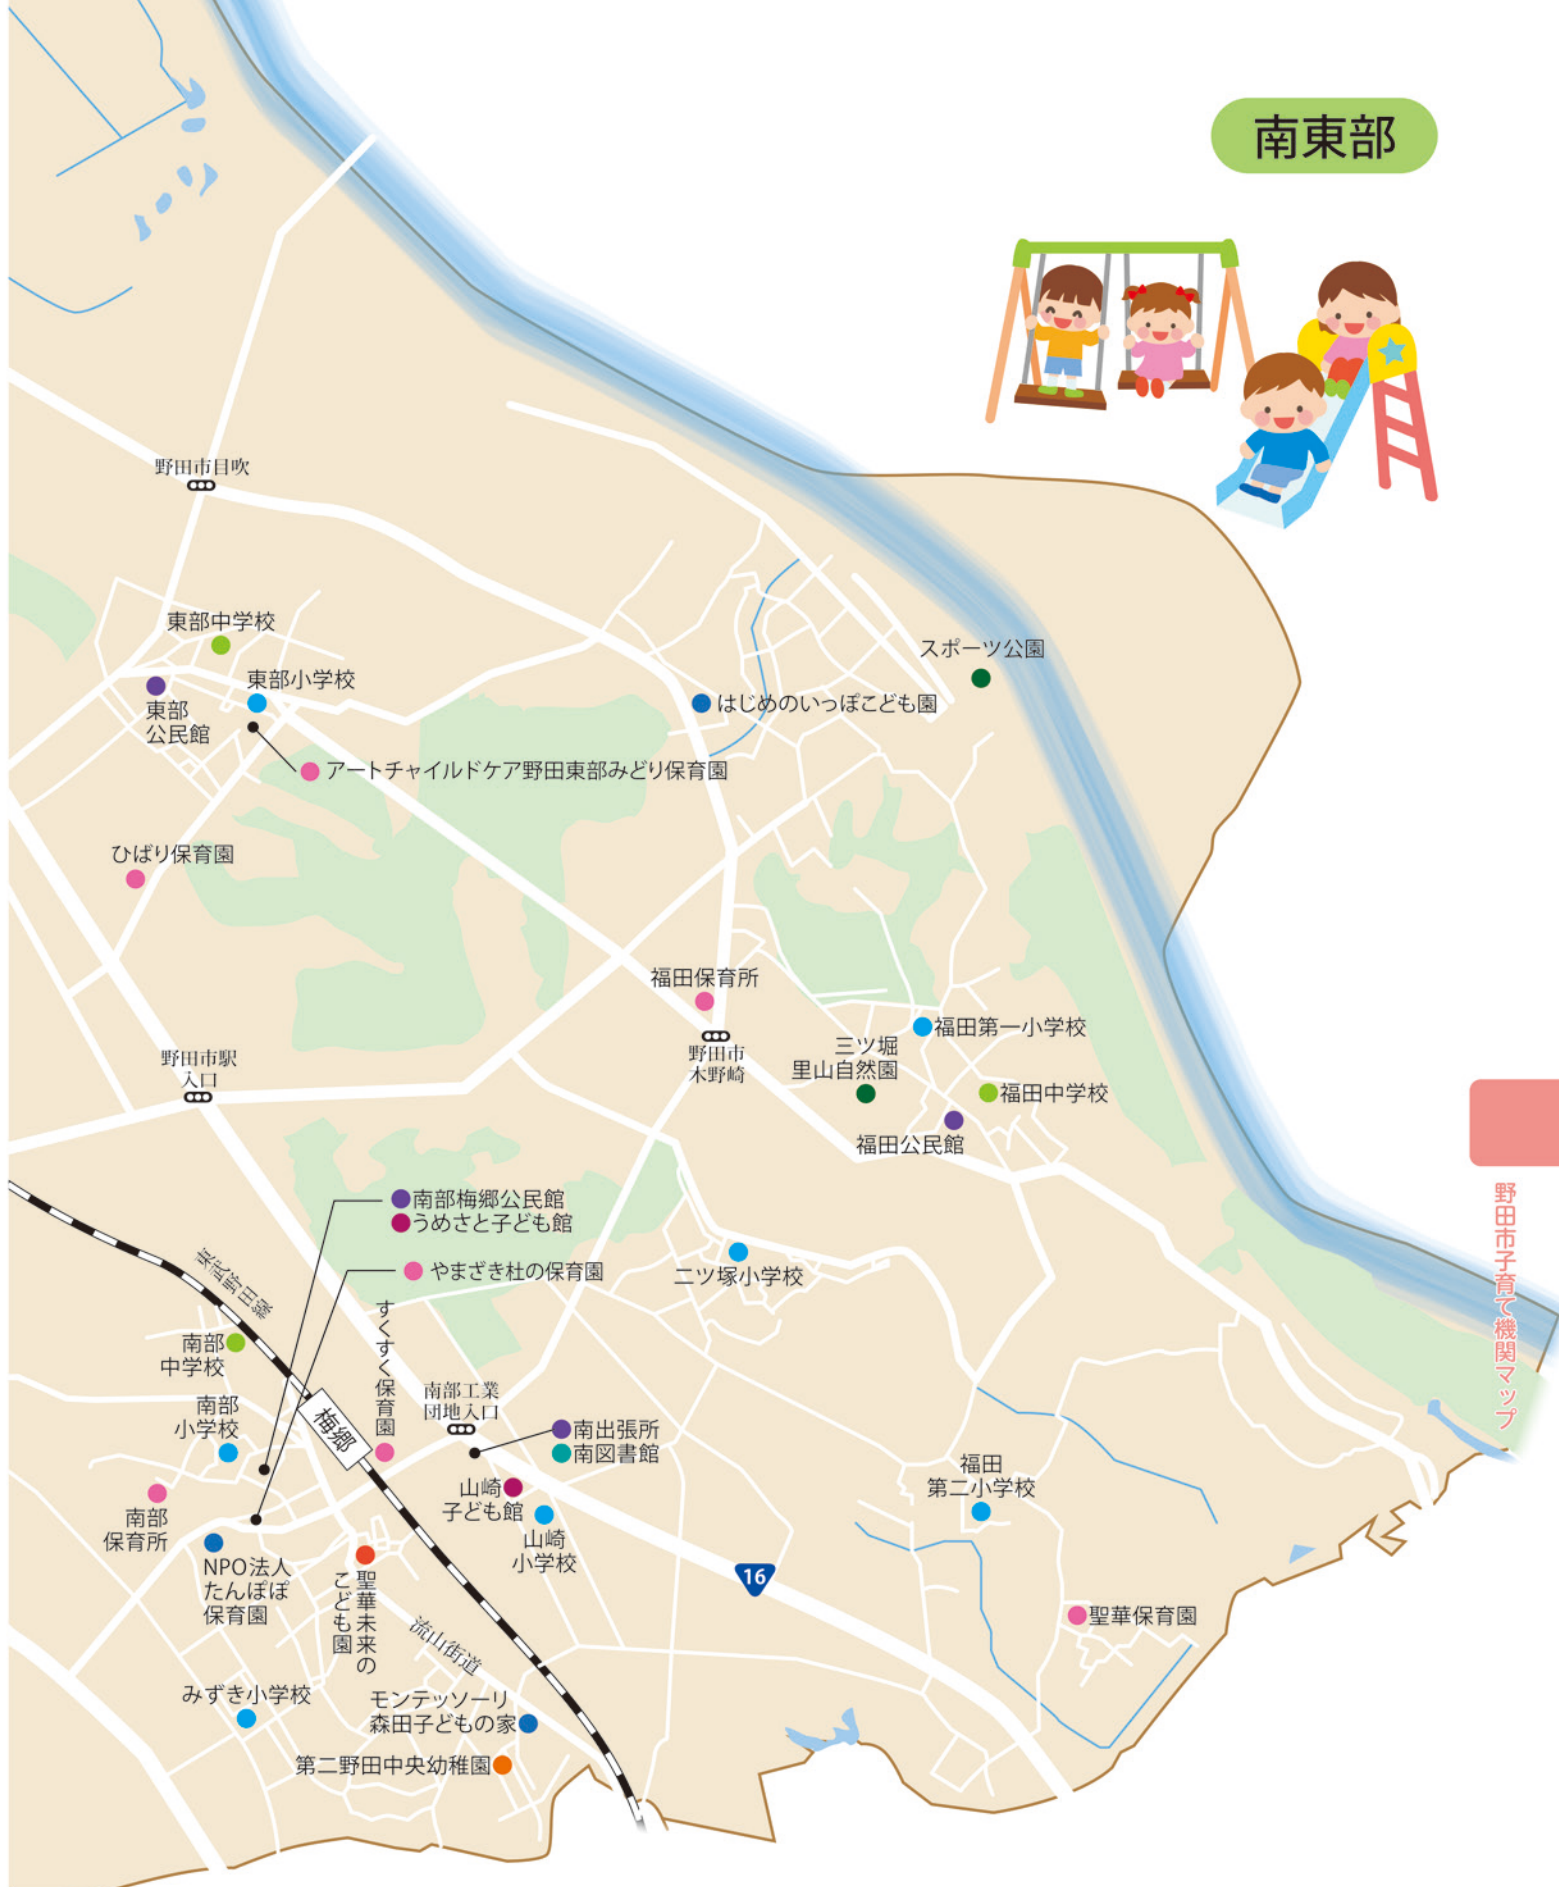 南東部
野田市目吹
東部中学校
東部小学校
東部
公民館
アートチャイルドケア野田東部みどり保育園
スポーツ公園
はじめのいっぽこども園
ひばり保育園
福田保育所
野田市
木野崎
福田第一小学校
三ツ堀
里山自然園
福田中学校
福田公民館
野田市駅
入口
南部梅郷公民館
うめさと子ども館
やまざき杜の保育園
二ツ塚小学校
東武野田線
すくすく保育園
南部
中学校
南部
小学校
梅郷
南部工業
団地入口
南出張所
南図書館
山崎
子ども館
山崎
小学校
南部
保育所
NPO法人
たんぽぽ
保育園
聖華未来の
こども園
流山街道
16
福田
第二小学校
聖華保育園
みずき小学校
モンテッソーリ
森田子どもの家
第二野田中央幼稚園
野田市子育て機関マップ